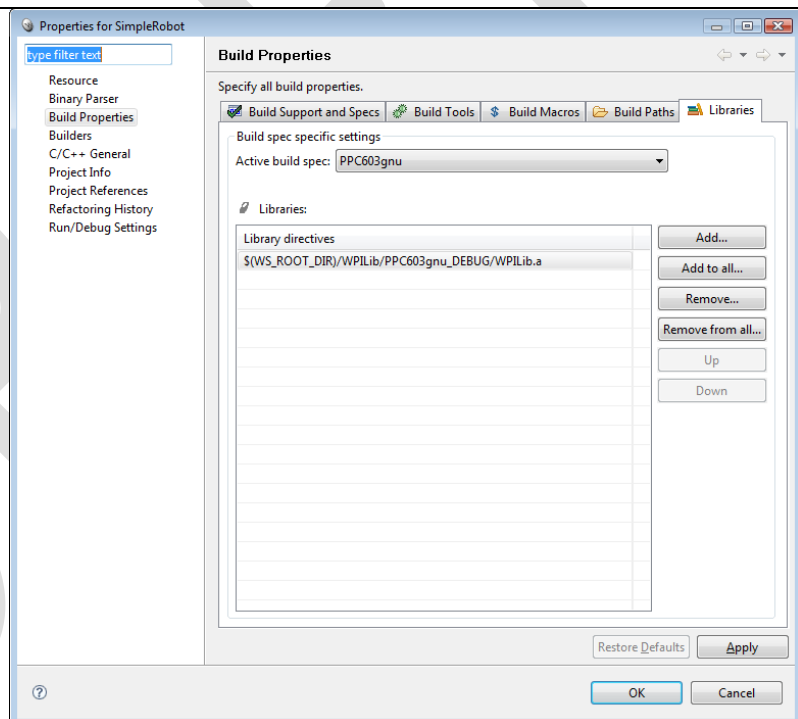 Properties for SimpleRobot
type filter text
Resource
Binary Parser
Build Properties
Builders
C/C++ General
Project Info
Project References
Refactoring History
Run/Debug Settings
Build Properties
Specify all build properties.
Build Support and Specs
Build Tools
$ Build Macros
Build Paths
Libraries
Build spec specific settings
Active build spec: PPC603gnu
Libraries:
Library directives
$(WS_ROOT_DIR)/WPILib/PPC603gnu_DEBUG/WPILib.a
Add...
Add to all...
Remove...
Remove from all...
Up
Down
Restore Defaults
Apply
?
OK
Cancel